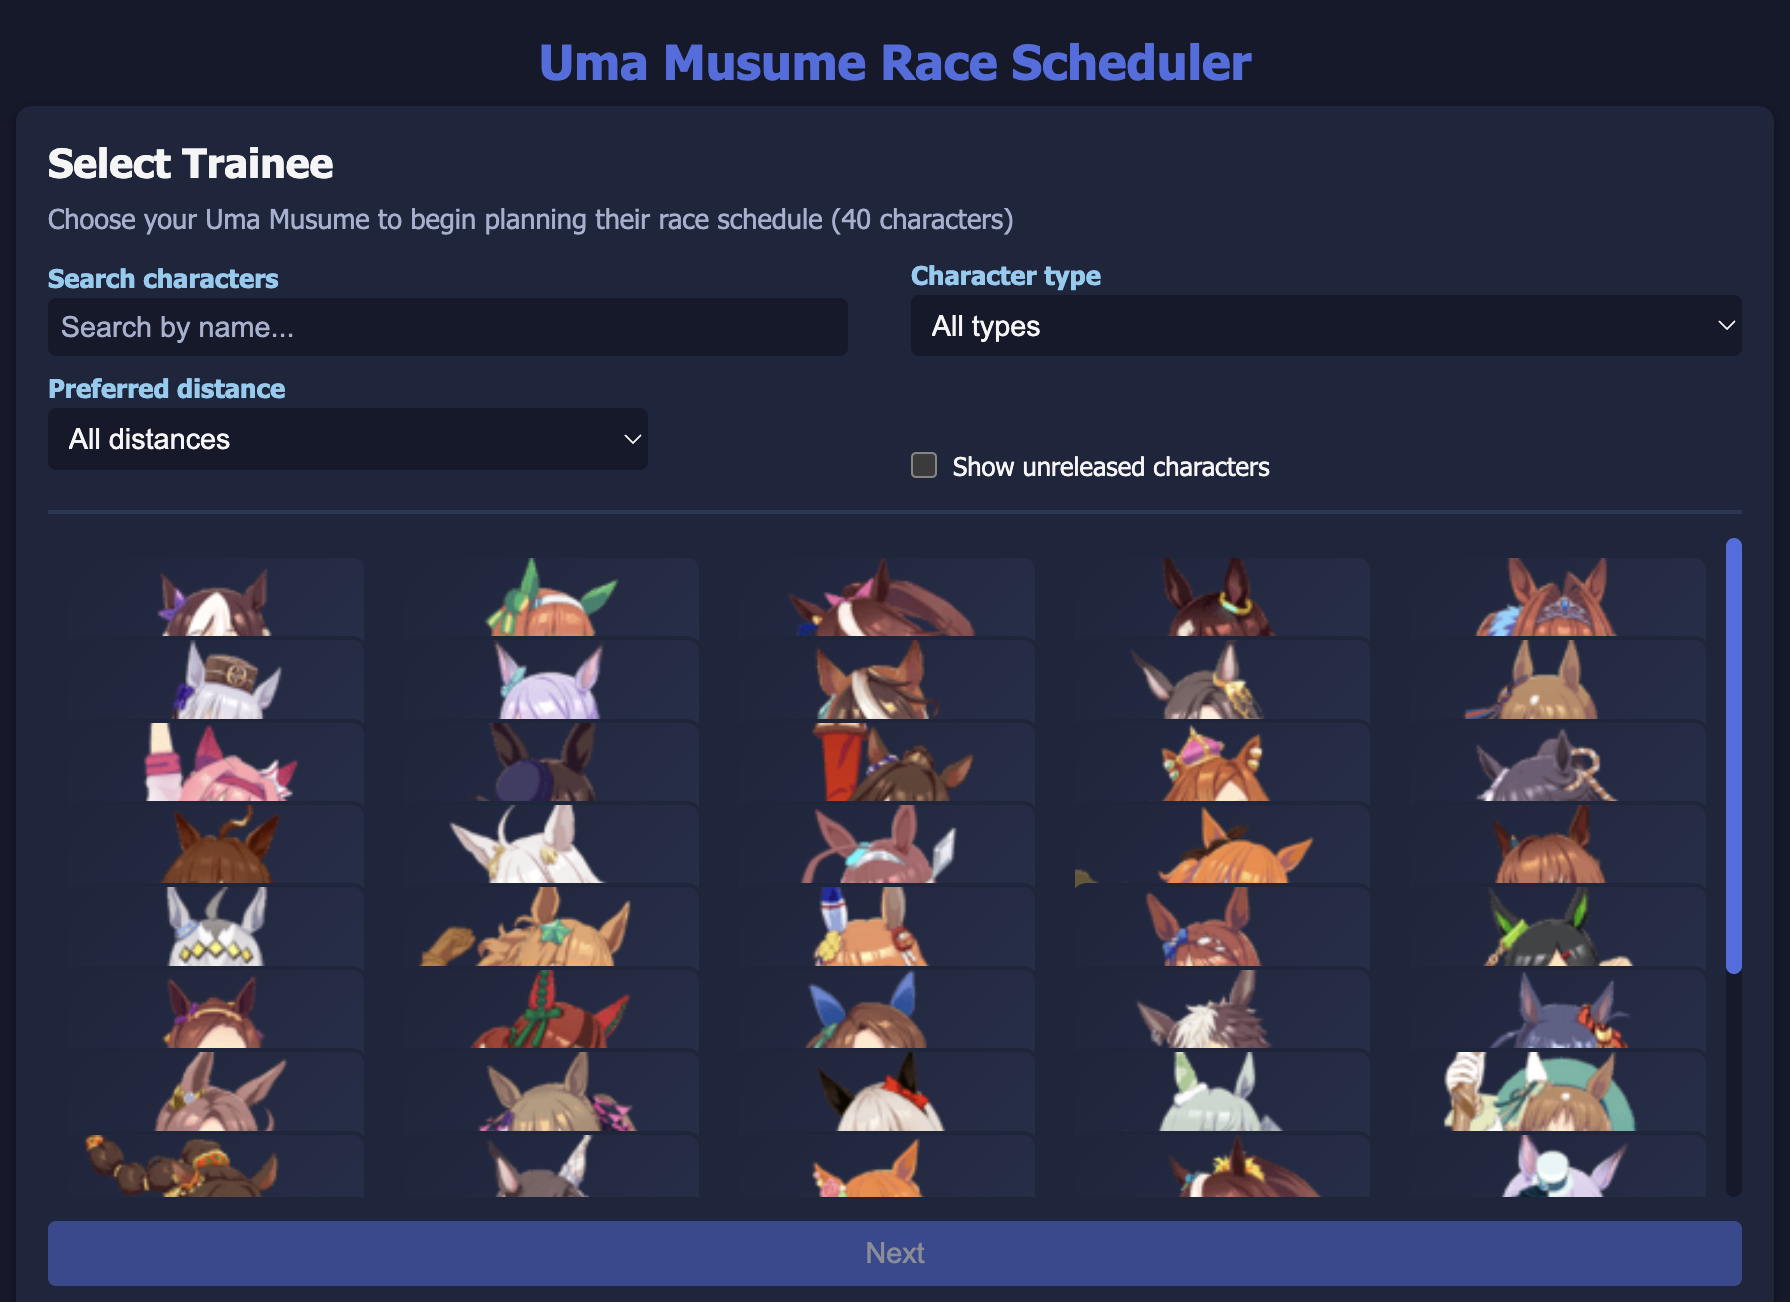 Uma Musume Race Scheduler
Select Trainee
Choose your Uma Musume to begin planning their race schedule (40 characters)
Search characters
Search by name...
Character type
All types
Preferred distance
All distances
Show unreleased characters
Next